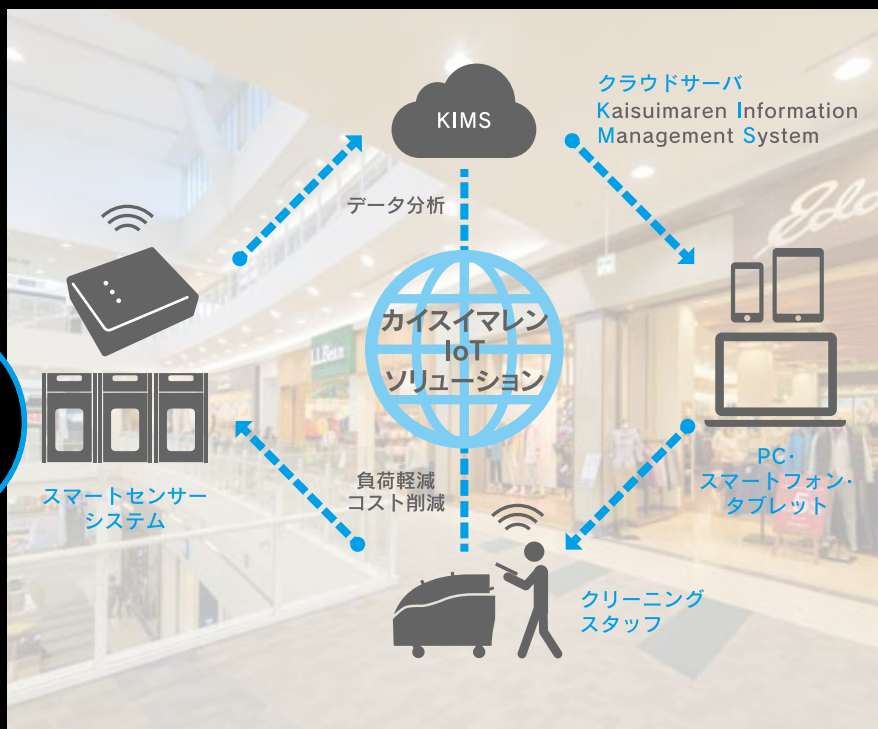 KIMS
クラウドサーバ
Kaisuimaren Information
Management System
データ分析
カイスイマレン
IoT
ソリューション
L.L.Bean
Edd
スマートセンサー
システム
負荷軽減
コスト削減
PC・
スマートフォン・
タブレット
クリーニング
スタッフ